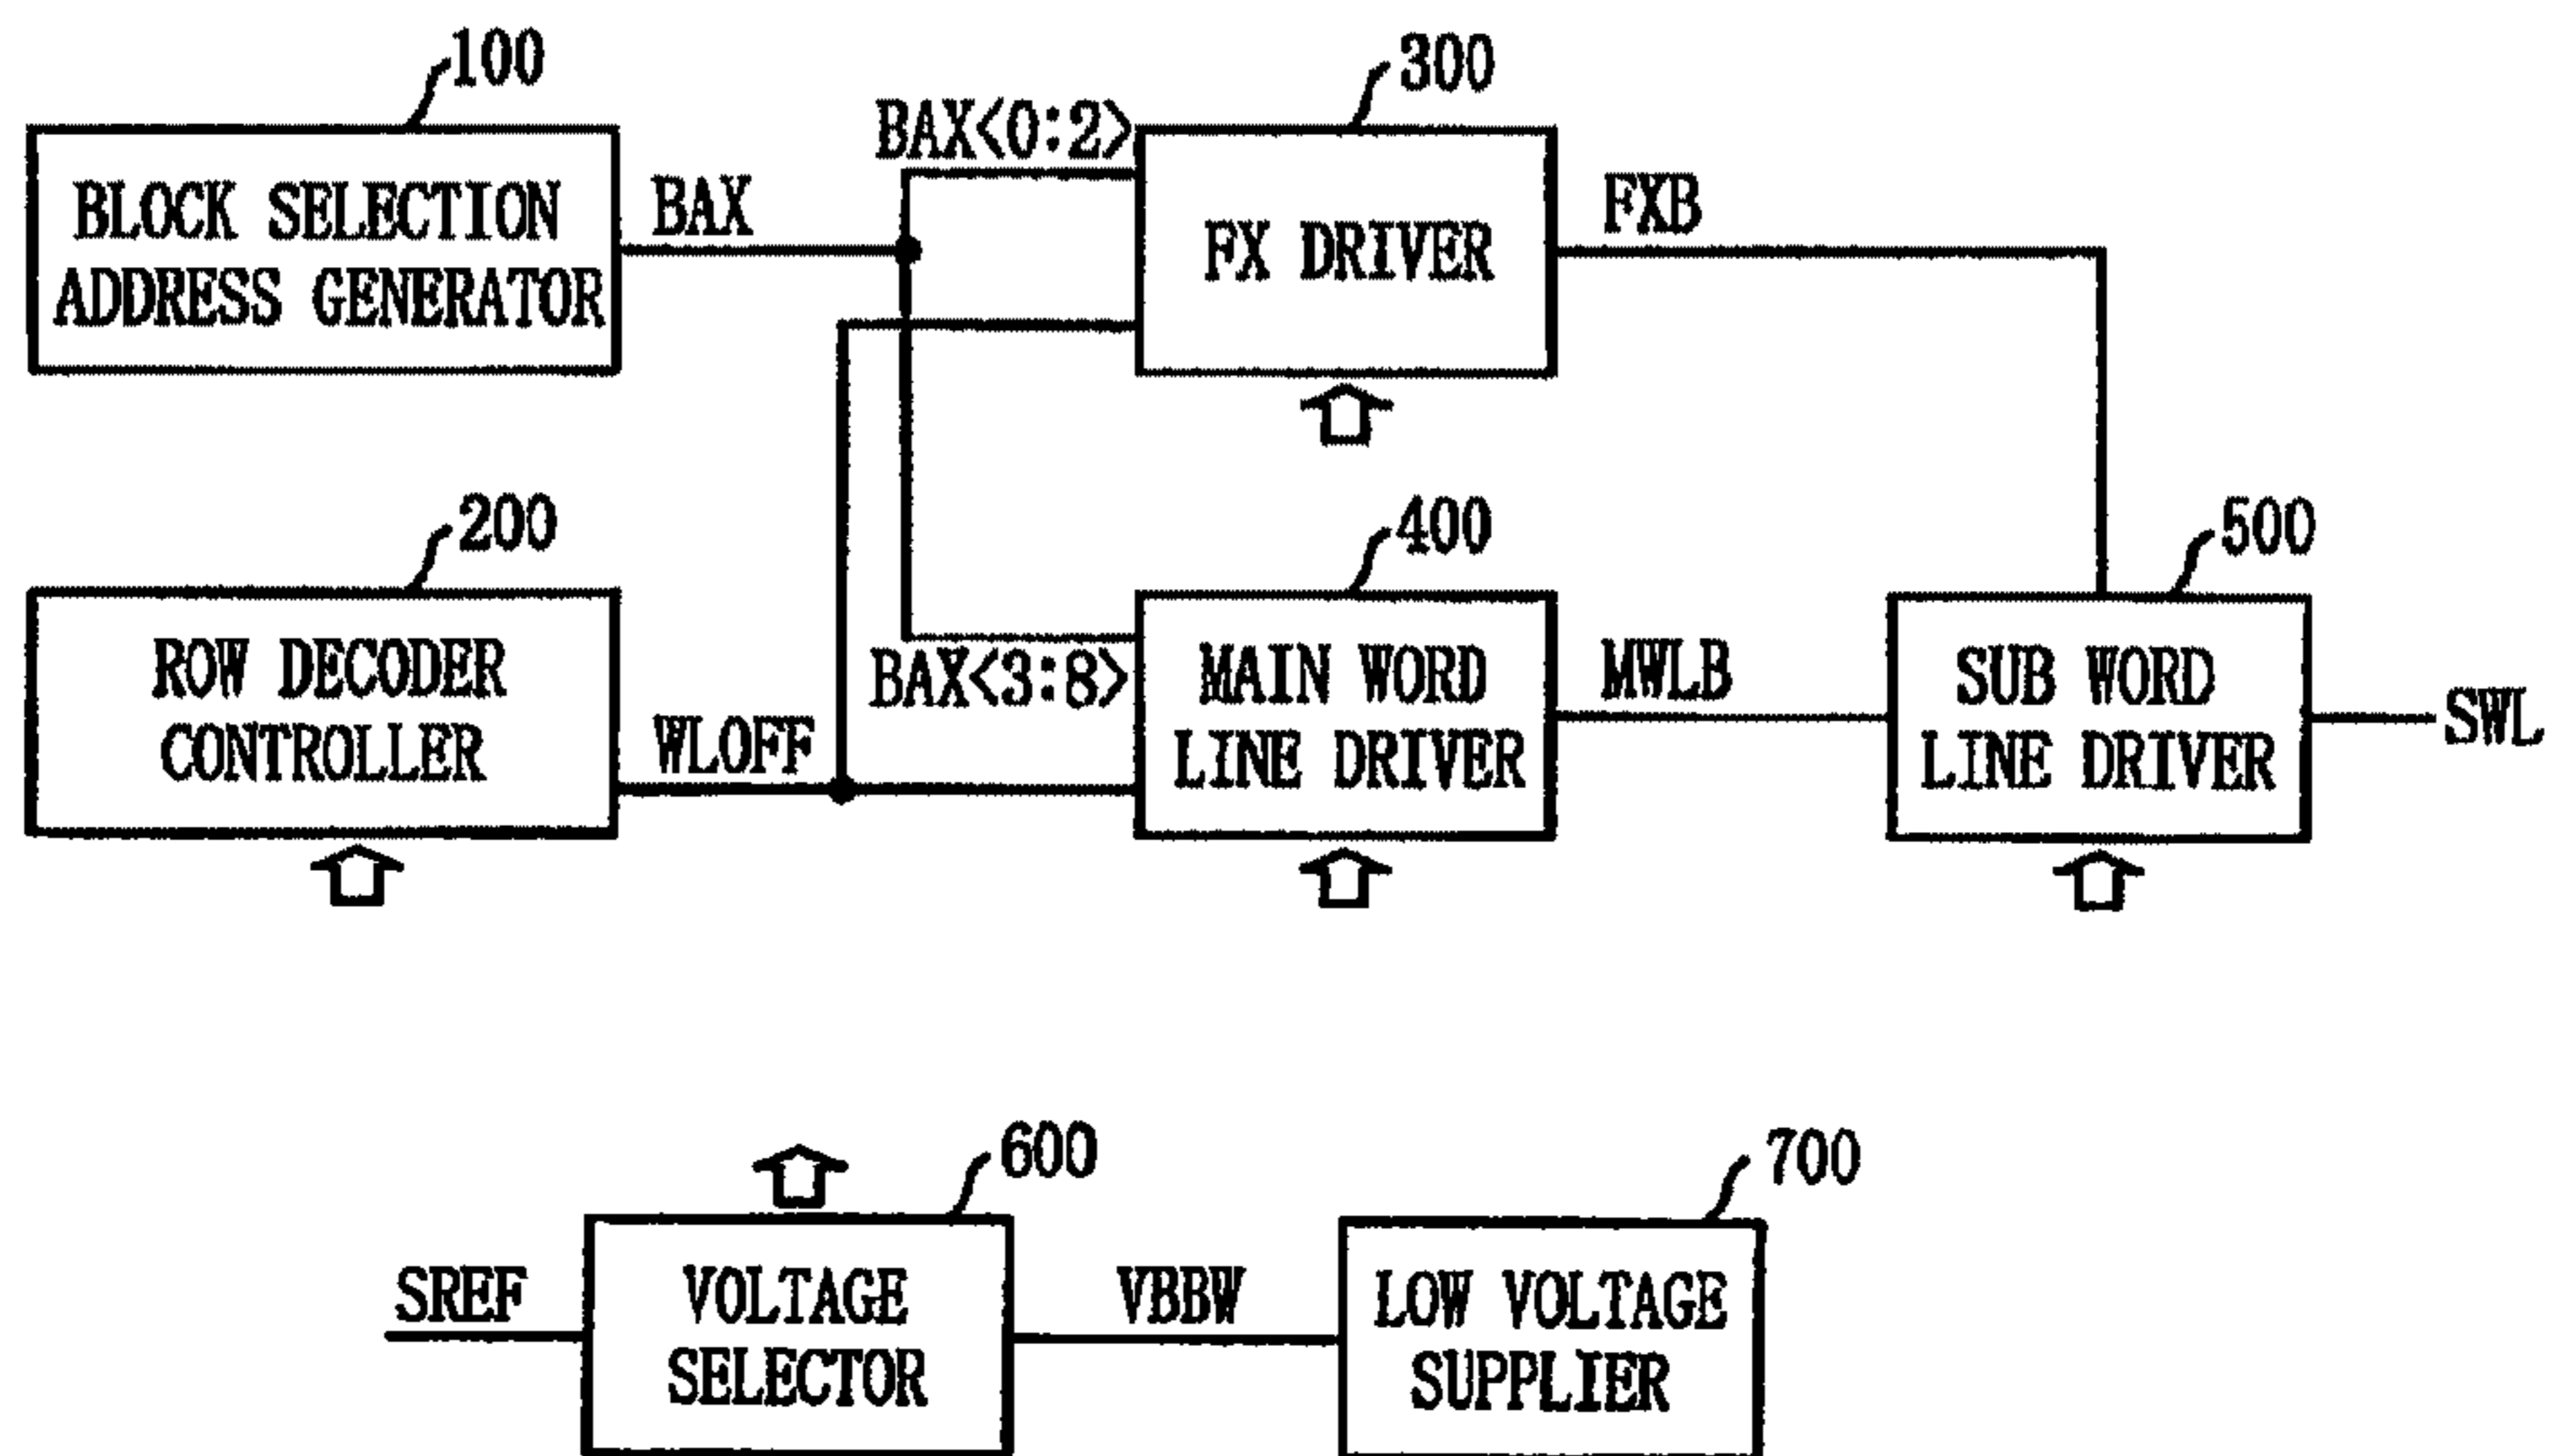 100
BLOCK SELECTION
ADDRESS GENERATOR
BAX
BAX<0:2>
300
FX DRIVER
FXB
200
ROW DECODER
CONTROLLER
WLOFF
BAX<3:8>
400
MAIN WORD
LINE DRIVER
MWLB
500
SUB WORD
LINE DRIVER
SWL
600
SREF
VOLTAGE
SELECTOR
VBBW
700
LOW VOLTAGE
SUPPLIER